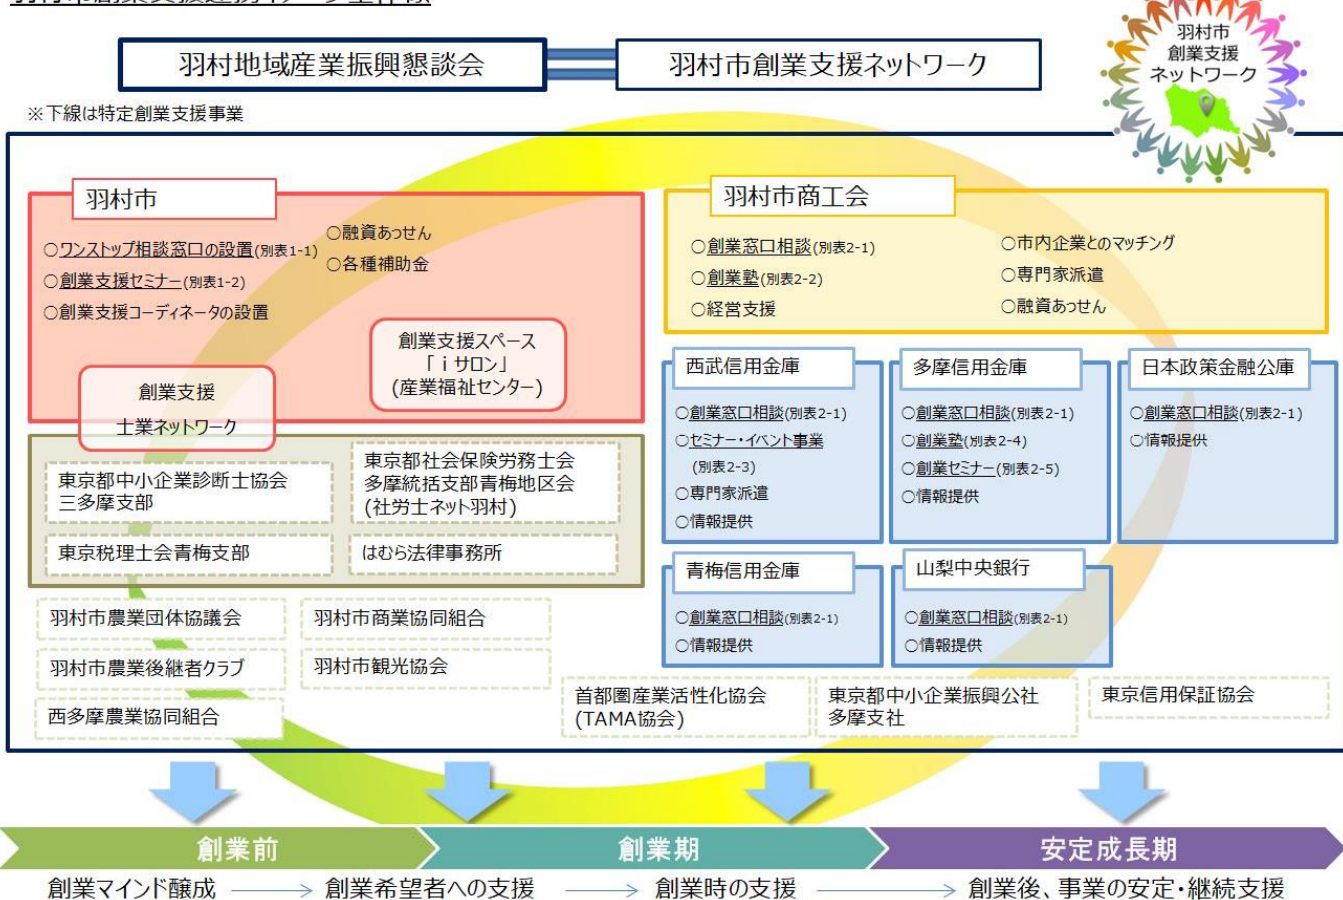 羽村地域産業振興懇談会
羽村市創業支援ネットワーク
羽村市
創業支援
ネットワーク
※下線は特定創業支援事業
羽村市
○ワンストップ相談窓口の設置(別表1-1)
○創業支援セミナー(別表1-2)
○創業支援コーディネータの設置
○融資あっせん
○各種補助金
創業支援スペース
「ｉサロン」
(産業福祉センター)
創業支援
士業ネットワーク
東京都中小企業診断士協会
三多摩支部
東京都社会保険労務士会
多摩統括支部青梅地区会
(社労士ネット羽村)
東京税理士会青梅支部
はむら法律事務所
羽村市農業団体協議会
羽村市商業協同組合
羽村市農業後継者クラブ
羽村市観光協会
西多摩農業協同組合
羽村市商工会
○創業窓口相談(別表2-1)
○創業塾(別表2-2)
○経営支援
○市内企業とのマッチング
○専門家派遣
○融資あっせん
西武信用金庫
○創業窓口相談(別表2-1)
○セミナー・イベント事業
(別表2-3)
○専門家派遣
○情報提供
多摩信用金庫
○創業窓口相談(別表2-1)
○創業塾(別表2-4)
○創業セミナー(別表2-5)
○情報提供
日本政策金融公庫
○創業窓口相談(別表2-1)
○情報提供
青梅信用金庫
○創業窓口相談(別表2-1)
○情報提供
山梨中央銀行
○創業窓口相談(別表2-1)
○情報提供
首都圏産業活性化協会
(TAMA協会)
東京都中小企業振興公社
多摩支社
東京信用保証協会
創業前
創業期
安定成長期
創業マインド醸成
創業希望者への支援
創業時の支援
創業後、事業の安定・継続支援